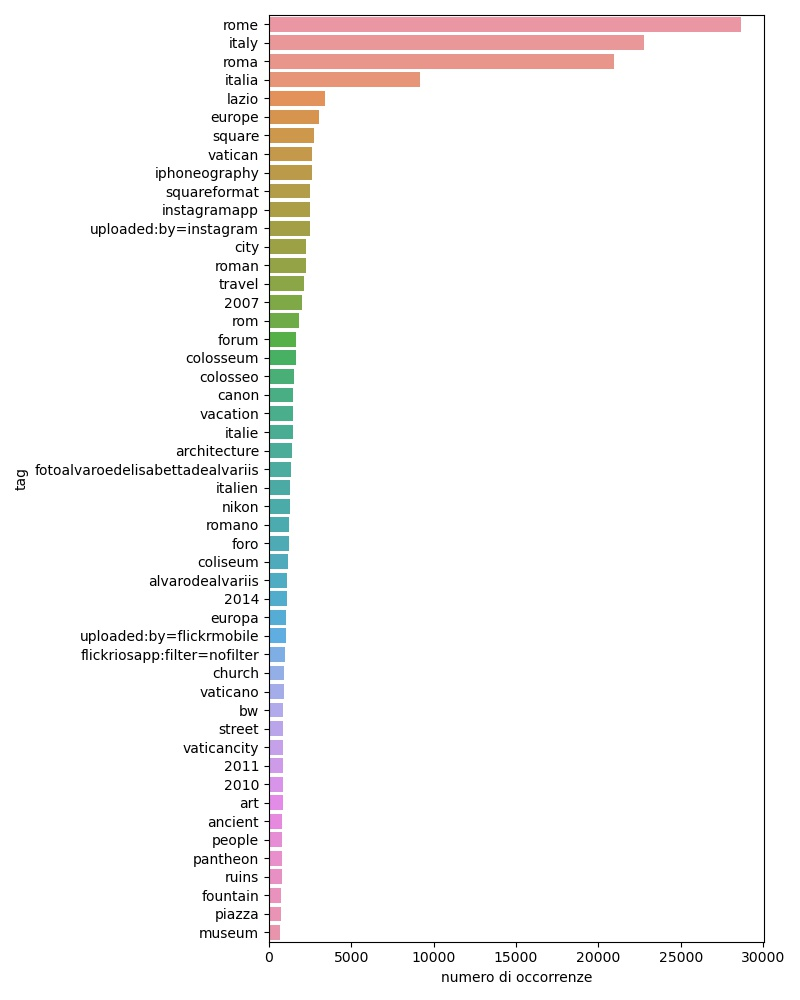 rome
italy
roma
italia
lazio
europe
square
vatican
iphoneography
squareformat
instagramapp
uploaded:by=instagram
city
roman
travel
2007
rom
forum
colosseum
colosseo
canon
vacation
italie
architecture
fotoalvaroedelisabettadealvariis
italien
nikon
romano
foro
coliseum
alvarodealvariis
2014
europa
uploaded:by=flickrmobile
flickriosapp:filter=nofilter
church
vaticano
bw
street
vaticancity
2011
2010
art
ancient
people
pantheon
ruins
fountain
piazza
museum
tag
0 5000 10000 15000 20000 25000 30000
numero di occorrenze